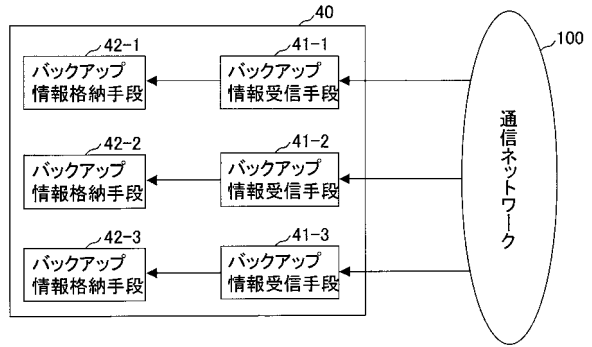 40
100
42-1
41-1
バックアップ
情報格納手段
バックアップ
情報受信手段
42-2
41-2
バックアップ
情報格納手段
バックアップ
情報受信手段
42-3
41-3
バックアップ
情報格納手段
バックアップ
情報受信手段
通信ネットワーク